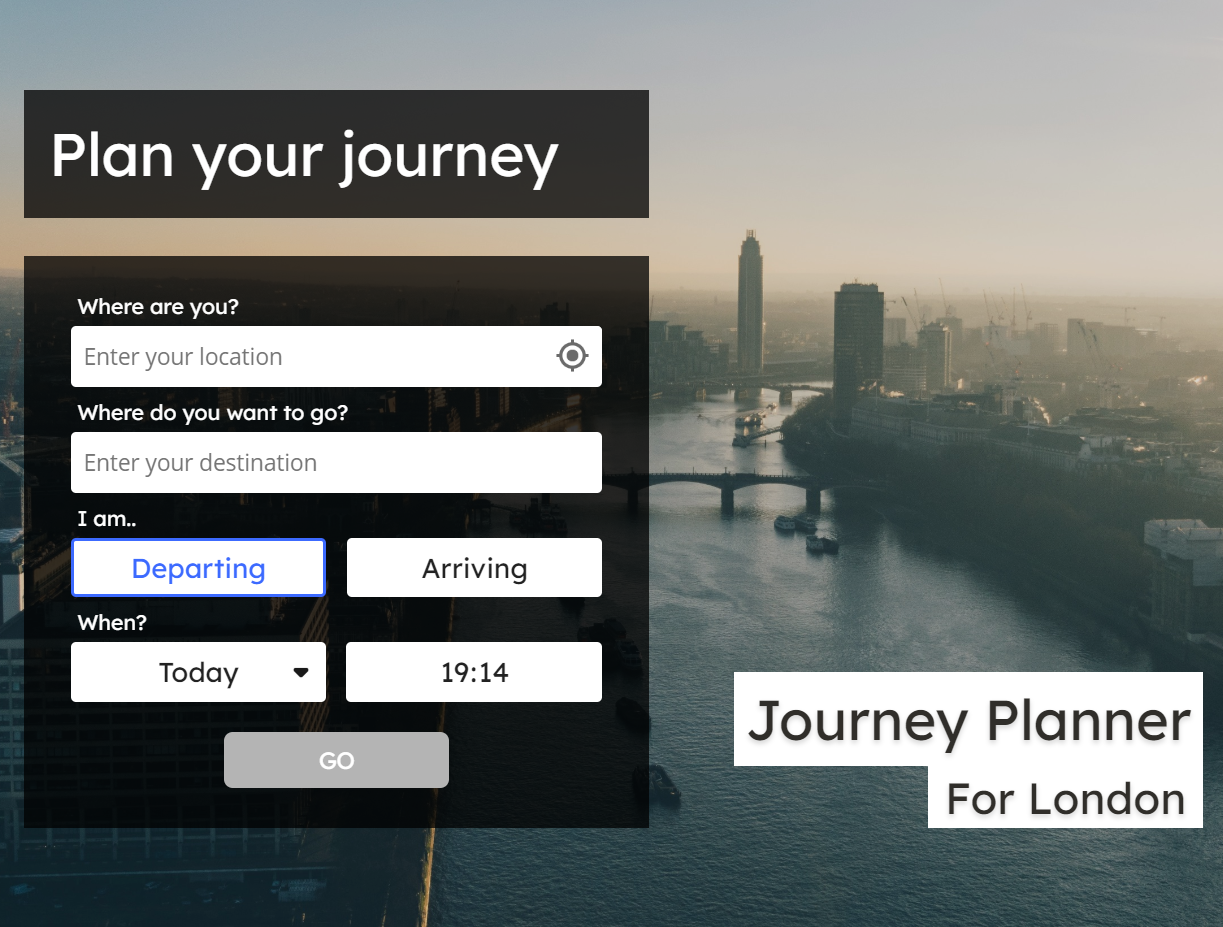 Plan your journey
Where are you?
Enter your location
Where do you want to go?
Enter your destination
I am..
Departing
Arriving
When?
Today
19:14
GO
Journey Planner
For London